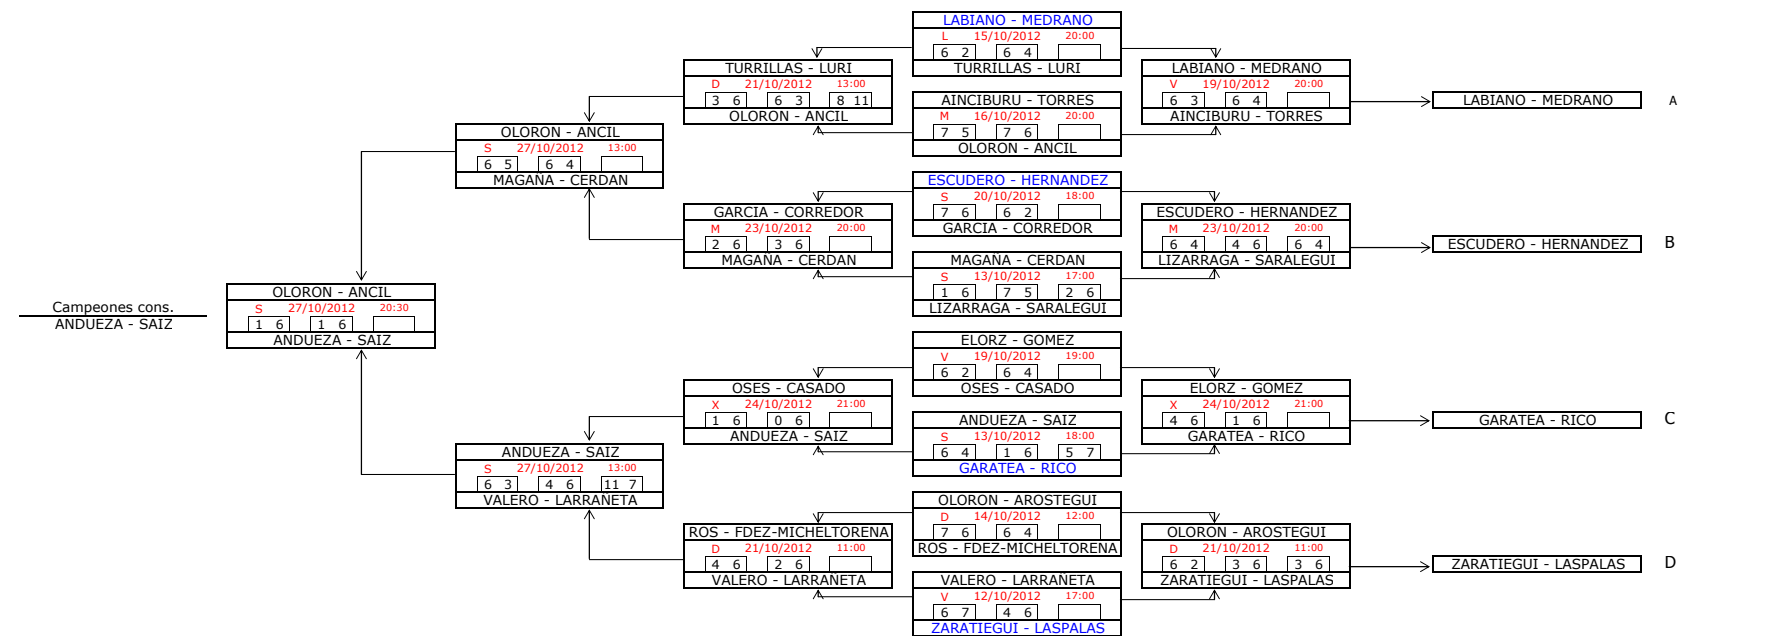 LABIANO - MEDRANO
L 15/10/2012 20:00
6 2 6 4
TURRILLAS - LURI
TURRILLAS - LURI
D 21/10/2012 13:00
3 6 6 3 8 11
OLORON - ANCIL
LABIANO - MEDRANO
V 19/10/2012 20:00
6 3 6 4
AINCIBURU - TORRES
LABIANO - MEDRANO A
AINCIBURU - TORRES
M 16/10/2012 20:00
7 5 7 6
OLORON - ANCIL
OLORON - ANCIL
S 27/10/2012 13:00
6 5 6 4
MAGAÑA - CERDAN
ESCUDERO - HERNANDEZ
S 20/10/2012 18:00
7 6 6 2
GARCIA - CORREDOR
GARCIA - CORREDOR
M 23/10/2012 20:00
2 6 3 6
MAGAÑA - CERDAN
ESCUDERO - HERNANDEZ
M 23/10/2012 20:00
6 4 4 6 6 4
LIZARRAGA - SARALEGUI
ESCUDERO - HERNANDEZ B
MAGAÑA - CERDAN
S 13/10/2012 17:00
1 6 7 5 2 6
LIZARRAGA - SARALEGUI
OLORON - ANCIL
S 27/10/2012 20:30
1 6 1 6
ANDUEZA - SAIZ
Campeones cons.
ANDUEZA - SAIZ
ELORZ - GOMEZ
V 19/10/2012 19:00
6 2 6 4
OSES - CASADO
OSES - CASADO
X 24/10/2012 21:00
1 6 0 6
ANDUEZA - SAIZ
ELORZ - GOMEZ
X 24/10/2012 21:00
4 6 1 6
GARATEA - RICO
GARATEA - RICO C
ANDUEZA - SAIZ
S 13/10/2012 18:00
6 4 1 6 5 7
GARATEA - RICO
ANDUEZA - SAIZ
S 27/10/2012 13:00
6 3 4 6 11 7
VALERO - LARRAÑETA
OLORON - AROSTEGUI
D 14/10/2012 12:00
7 6 6 4
ROS - FDEZ-MICHELTORENA
ROS - FDEZ-MICHELTORENA
D 21/10/2012 11:00
4 6 2 6
VALERO - LARRAÑETA
OLORON - AROSTEGUI
D 21/10/2012 11:00
6 2 3 6 3 6
ZARATIEGUI - LASPALAS
ZARATIEGUI - LASPALAS D
VALERO - LARRAÑETA
V 12/10/2012 17:00
6 7 4 6
ZARATIEGUI - LASPALAS